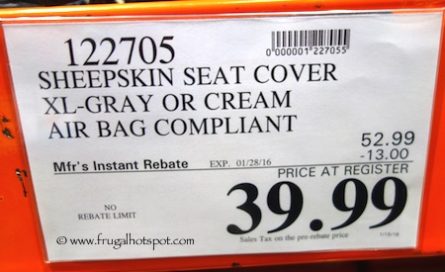 122705
0000001227055
SHEEPSKIN SEAT COVER
XL-GRAY OR CREAM
AIR BAG COMPLIANT
52.99
Mfr's Instant Rebate EXP. 01/28/16 -13.00
PRICE AT REGISTER
NO
REBATE LIMIT
39.99
© www.frugalhotspot.com
Sales Tax on the pre-rebate price